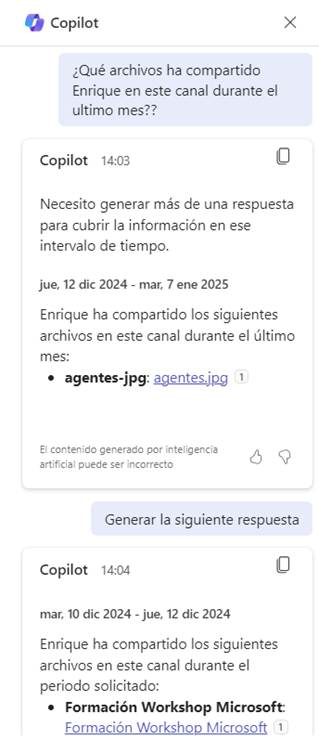 Copilot
¿Qué archivos ha compartido
Enrique en este canal durante el
ultimo mes??
Copilot 14:03
Necesito generar más de una respuesta
para cubrir la información en ese
intervalo de tiempo.
jue, 12 dic 2024 - mar, 7 ene 2025
Enrique ha compartido los siguientes
archivos en este canal durante el último
mes:
• agentes-jpg: agentes.jpg 1
El contenido generado por inteligencia
artificial puede ser incorrecto
Generar la siguiente respuesta
Copilot 14:04
mar, 10 dic 2024 - jue, 12 dic 2024
Enrique ha compartido los siguientes
archivos en este canal durante el
periodo solicitado:
• Formación Workshop Microsoft:
Formación Workshop Microsoft 1